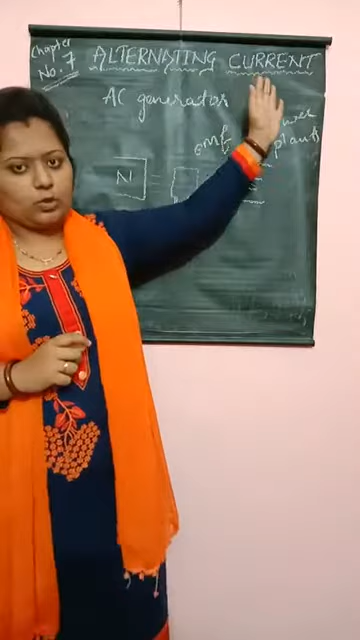 Chapter
No. 7
ALTERNATING CURRENT
AC generator
emf
plants
N